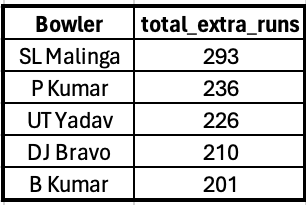 Bowler total_extra_runs
SL Malinga 293
P Kumar 236
UT Yadav 226
DJ Bravo 210
B Kumar 201